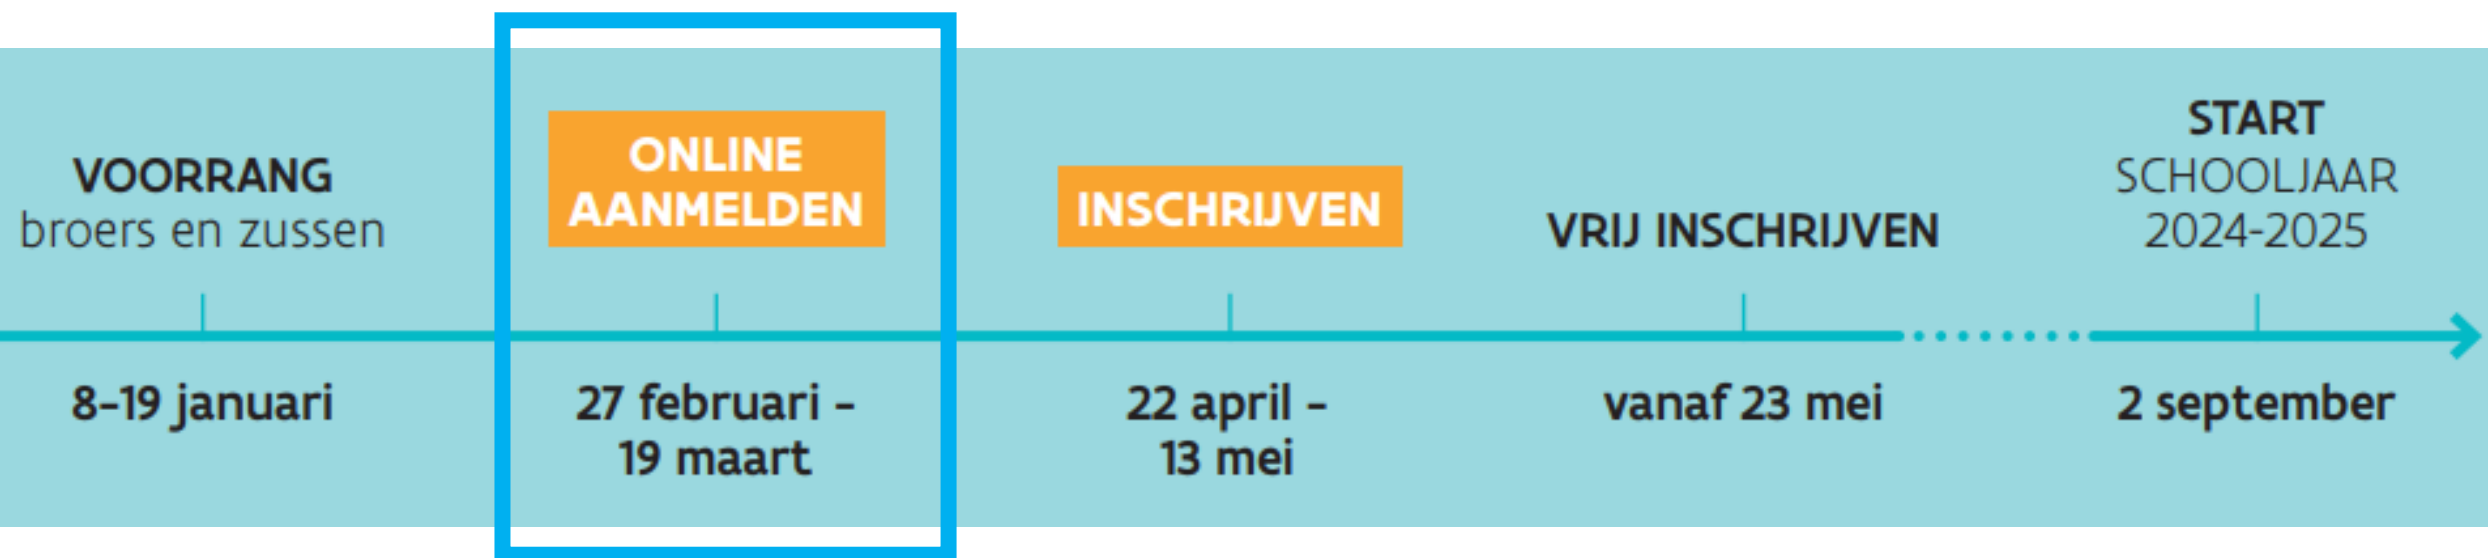 VOORRANG
broers en zussen
8-19 januari
ONLINE
AANMELDEN
27 februari -
19 maart
INSCHRIJVEN
22 april -
13 mei
VRIJ INSCHRIJVEN
vanaf 23 mei
START
SCHOOLJAAR
2024-2025
2 september